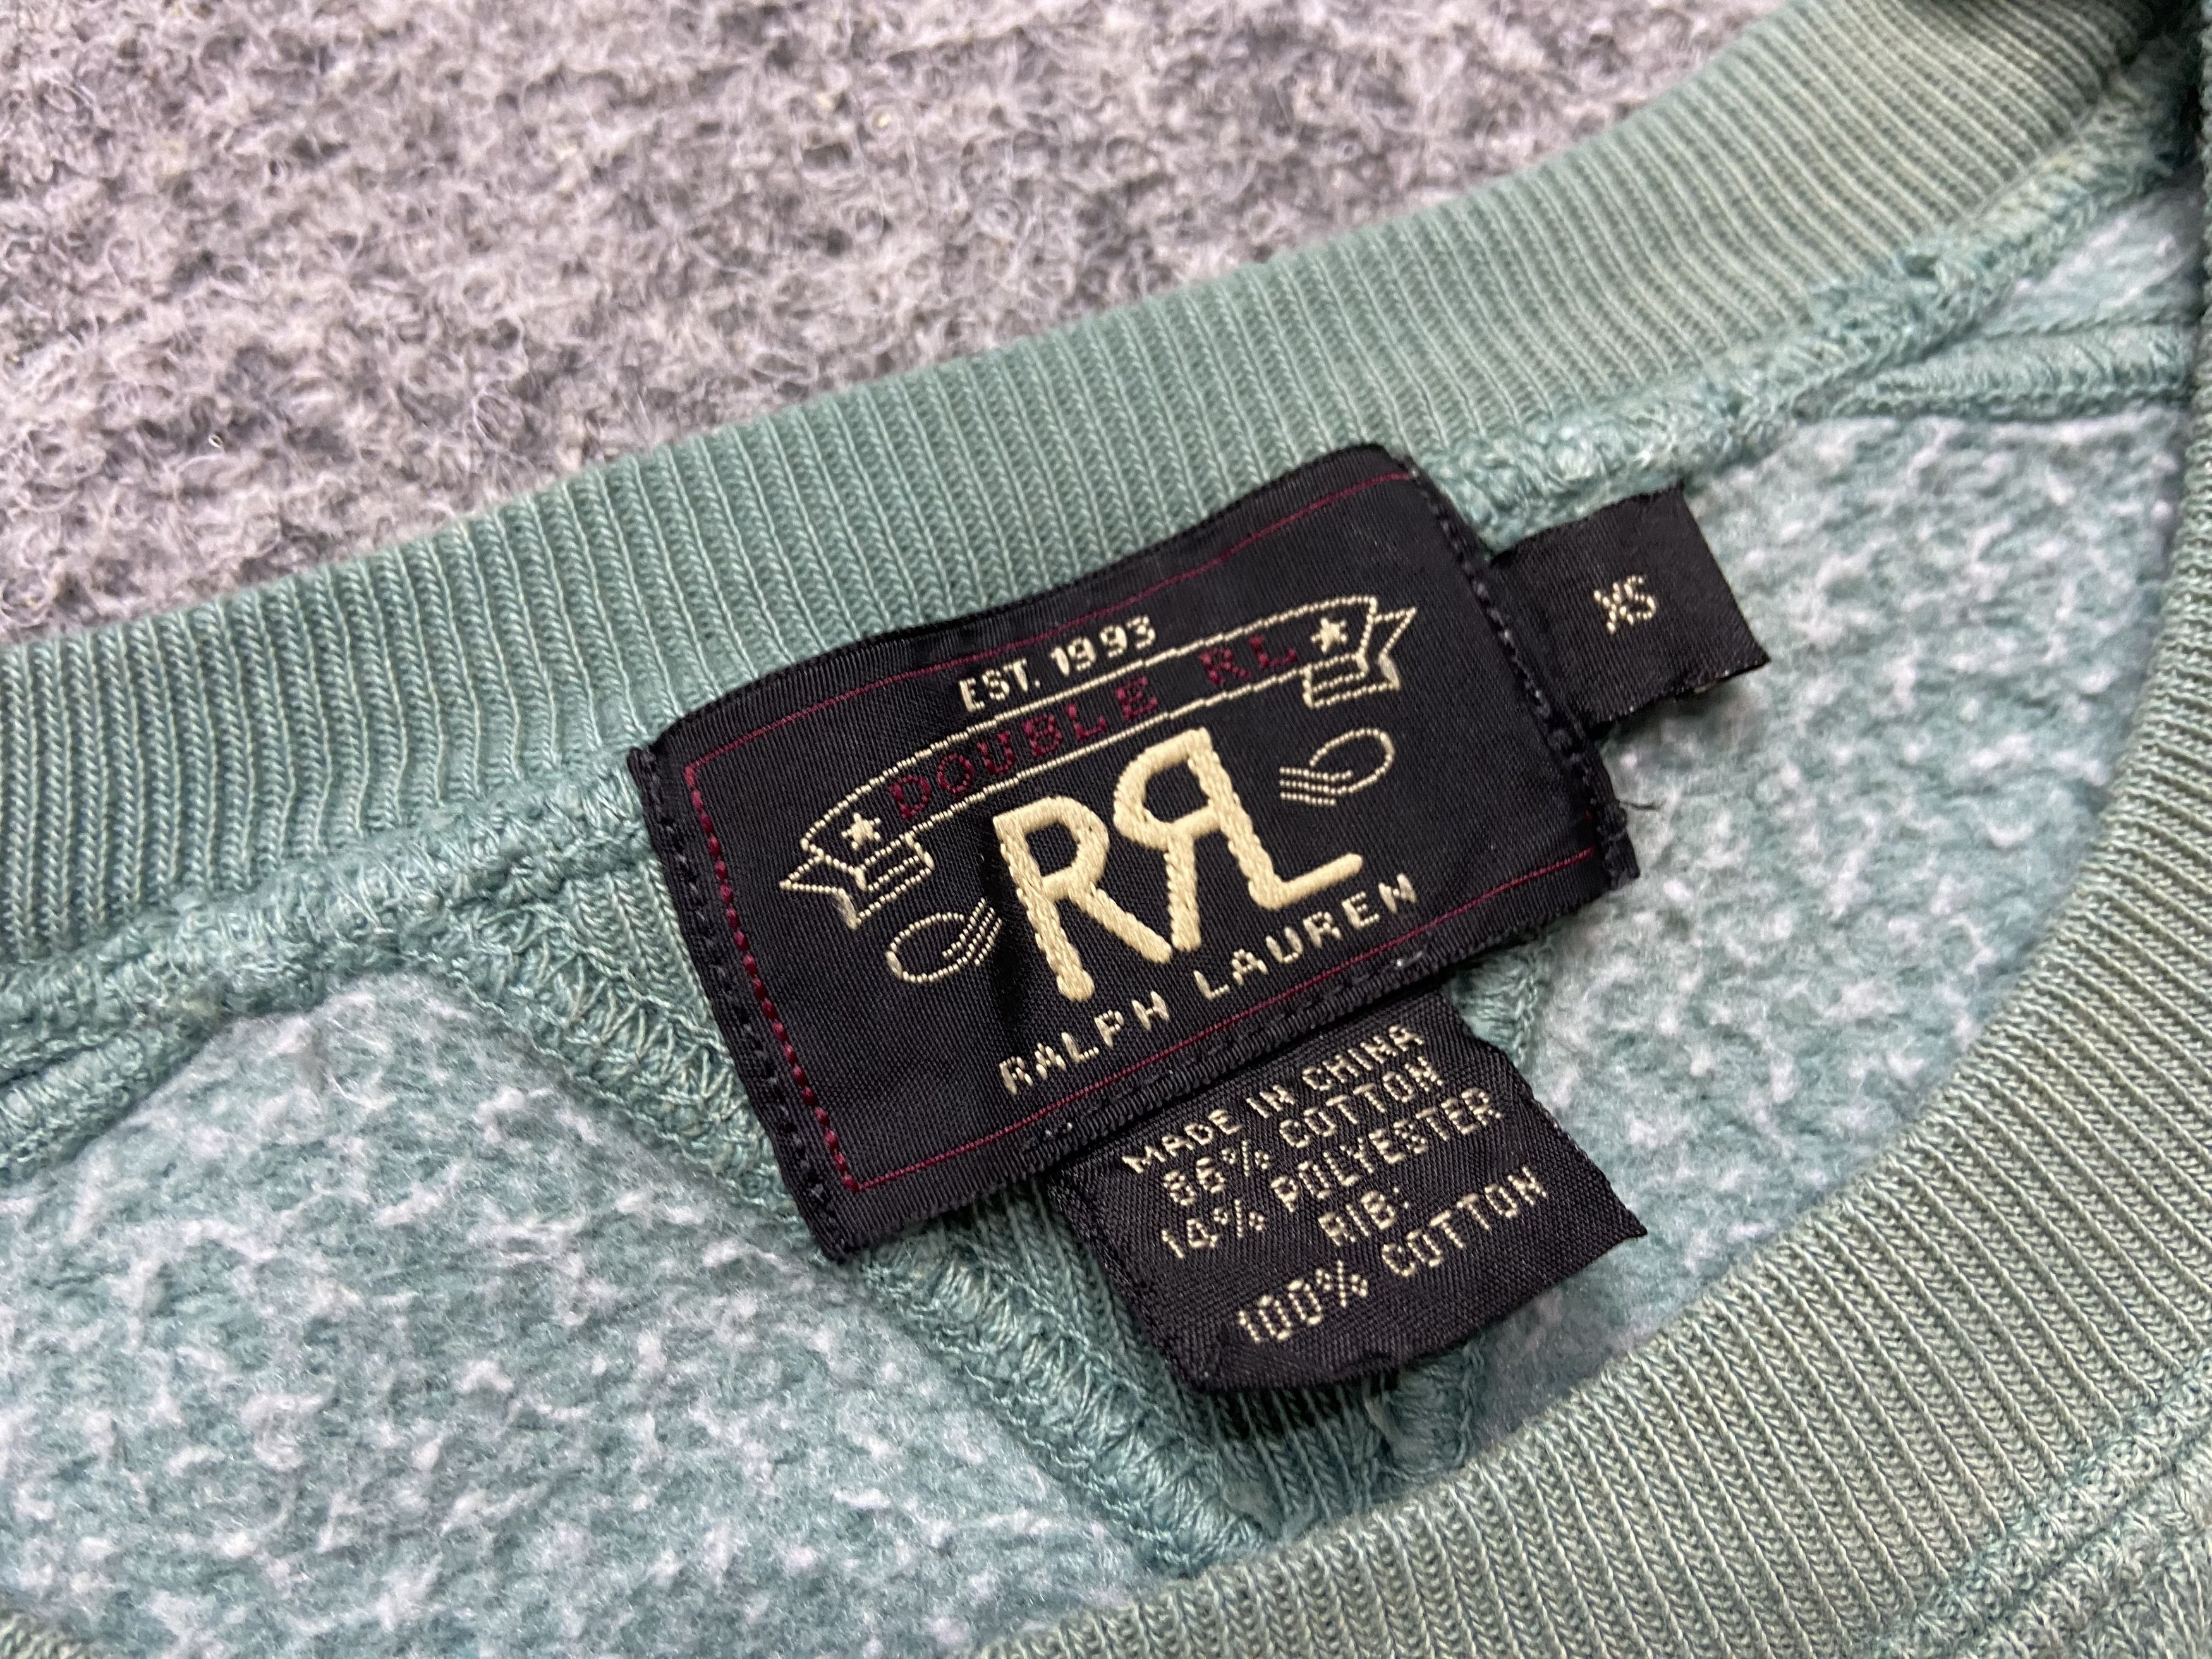 EST. 1993
DOUBLE RL
RRL
RALPH LAUREN
XS
MADE IN CHINA
86% COTTON
14% POLYESTER
RIB:
100% COTTON